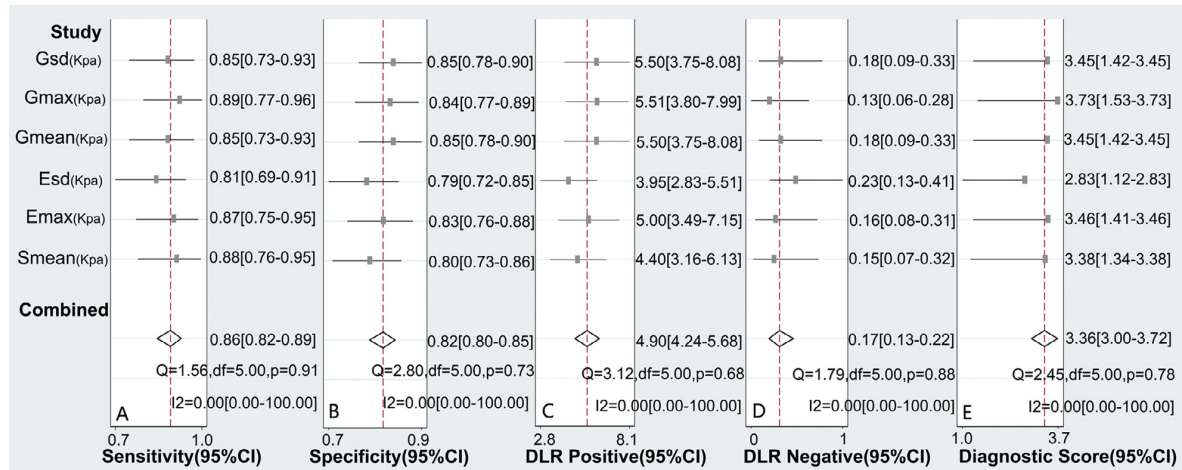 Study
Gsd(Kpa) 0.85[0.73-0.93] 0.85[0.78-0.90] 5.50[3.75-8.08] 0.18[0.09-0.33] 3.45[1.42-3.45]
Gmax(Kpa) 0.89[0.77-0.96] 0.84[0.77-0.89] 5.51[3.80-7.99] 0.13[0.06-0.28] 3.73[1.53-3.73]
Gmean(Kpa) 0.85[0.73-0.93] 0.85[0.78-0.90] 5.50[3.75-8.08] 0.18[0.09-0.33] 3.45[1.42-3.45]
Esd(Kpa) 0.81[0.69-0.91] 0.79[0.72-0.85] 3.95[2.83-5.51] 0.23[0.13-0.41] 2.83[1.12-2.83]
Emax(Kpa) 0.87[0.75-0.95] 0.83[0.76-0.88] 5.00[3.49-7.15] 0.16[0.08-0.31] 3.46[1.41-3.46]
Smean(Kpa) 0.88[0.76-0.95] 0.80[0.73-0.86] 4.40[3.16-6.13] 0.15[0.07-0.32] 3.38[1.34-3.38]
Combined
0.86[0.82-0.89] 0.82[0.80-0.85] 4.90[4.24-5.68] 0.17[0.13-0.22] 3.36[3.00-3.72]
Q=1.56,df=5.00,p=0.91 Q=2.80,df=5.00,p=0.73 Q=3.12,df=5.00,p=0.68 Q=1.79,df=5.00,p=0.88 Q=2.45,df=5.00,p=0.78
A I2=0.00[0.00-100.00] B I2=0.00[0.00-100.00] C I2=0.00[0.00-100.00] D I2=0.00[0.00-100.00] E I2=0.00[0.00-100.00]
0.7 1.0 0.7 0.9 2.8 8.1 0 1 1.0 3.7
Sensitivity(95%CI) Specificity(95%CI) DLR Positive(95%CI) DLR Negative(95%CI) Diagnostic Score(95%CI)